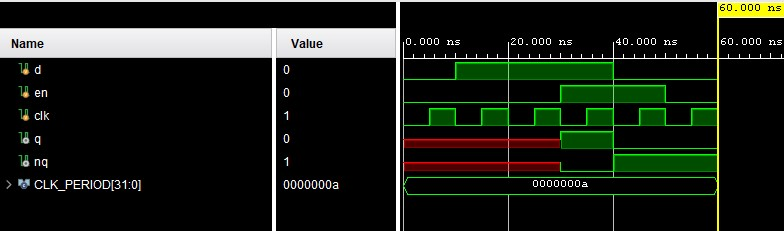 60.000 ns
Name Value
0.000 ns 20.000 ns 40.000 ns 60.000 ns
d 0
en 0
clk 1
q 0
nq 1
CLK_PERIOD[31:0] 0000000a 0000000a